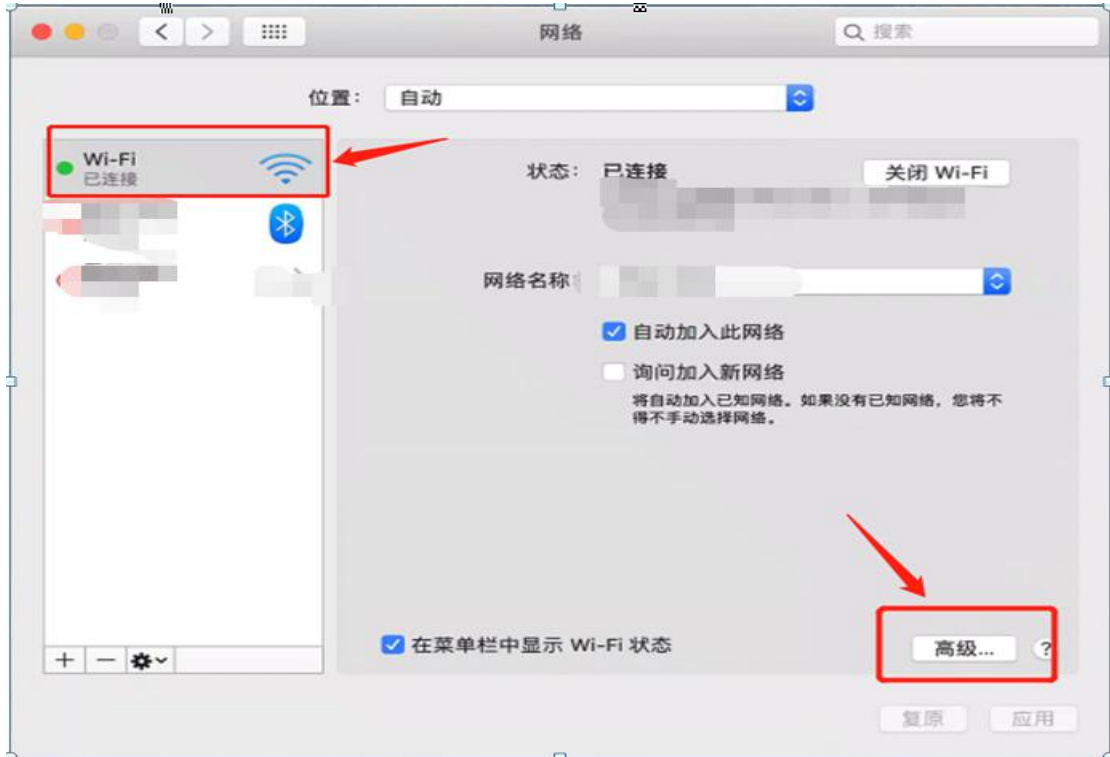 网络
搜索
位置：
自动
Wi-Fi
已连接
状态：
已连接
关闭 Wi-Fi
网络名称
自动加入此网络
询问加入新网络
将自动加入已知网络。如果没有已知网络，您将不
得不手动选择网络。
在菜单栏中显示 Wi-Fi 状态
高级...
?
复原
应用